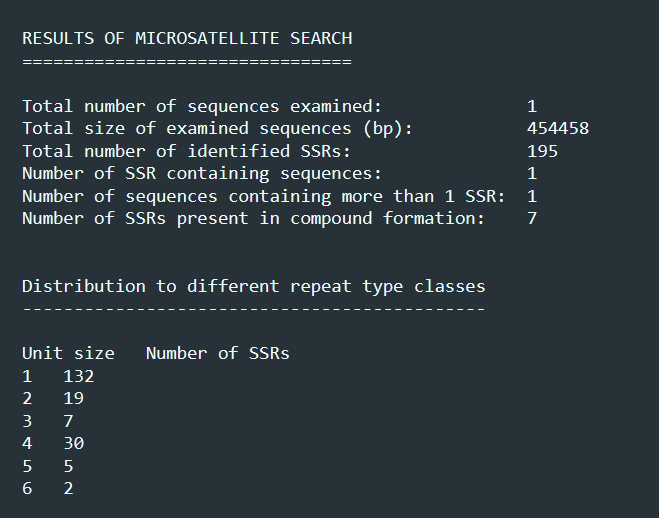 RESULTS OF MICROSATELLITE SEARCH
================================
Total number of sequences examined: 1
Total size of examined sequences (bp): 454458
Total number of identified SSRs: 195
Number of SSR containing sequences: 1
Number of sequences containing more than 1 SSR: 1
Number of SSRs present in compound formation: 7
Distribution to different repeat type classes
---------------------------------------------
Unit size Number of SSRs
1 132
2 19
3 7
4 30
5 5
6 2